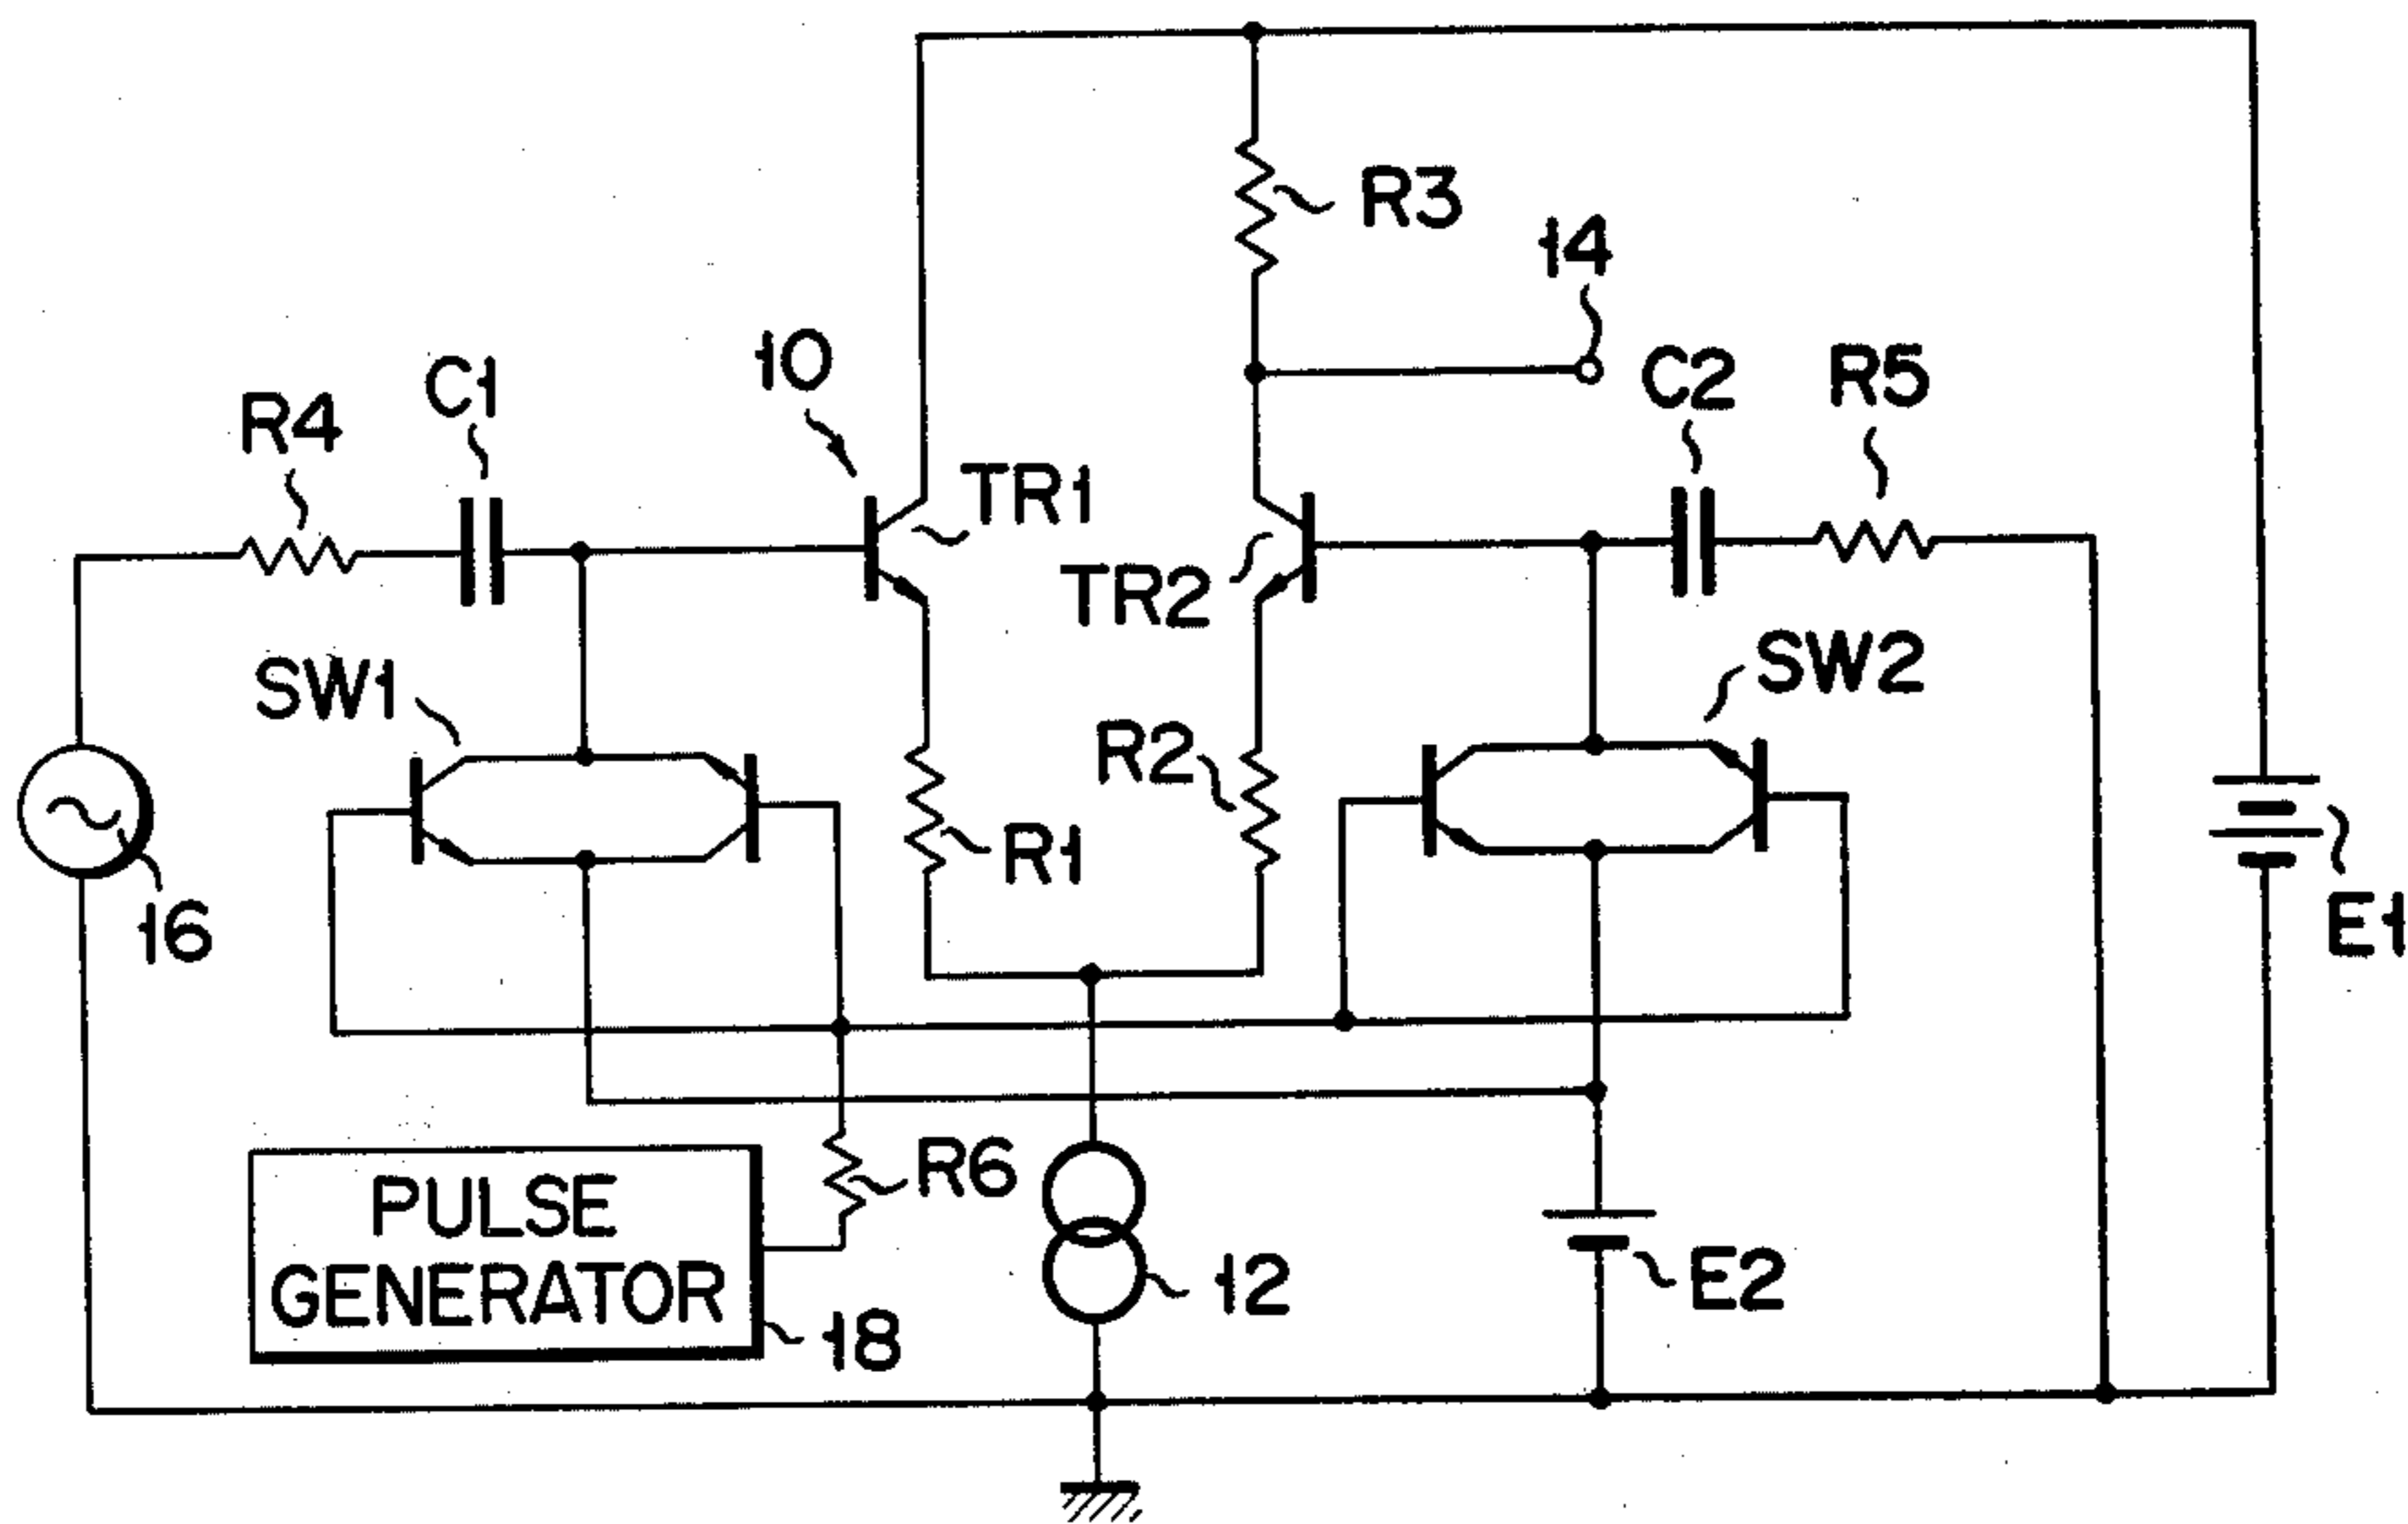 R3
14
10
C1
C2
R5
R4
TR1
TR2
SW1
SW2
R2
R1
16
E1
R6
PULSE
GENERATOR
12
E2
18